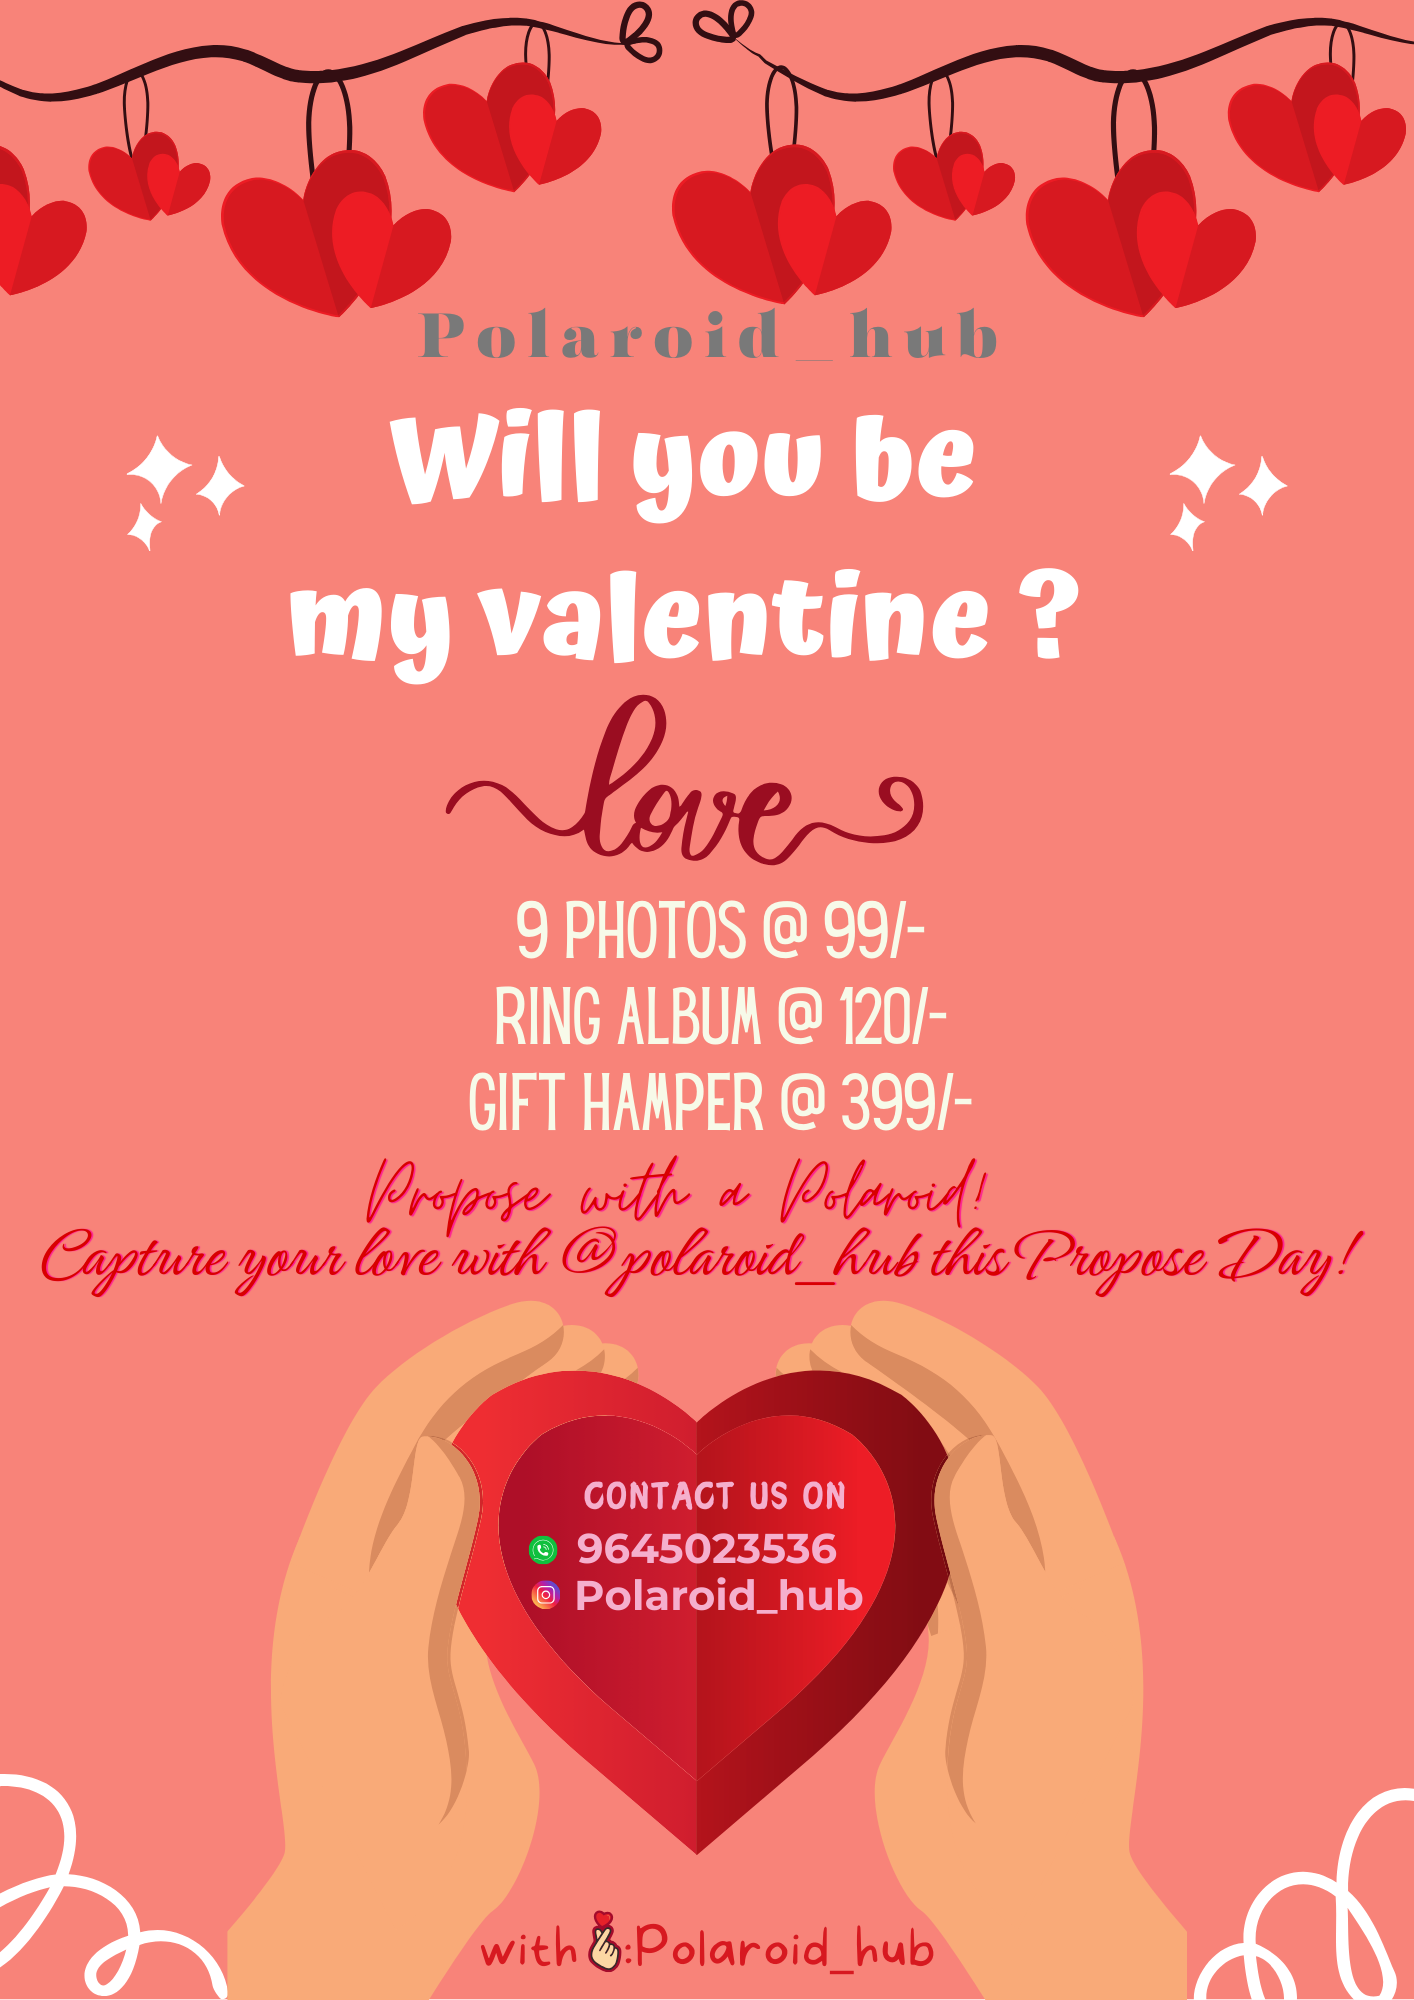 Polaroid_hub
Will you be
my valentine ?
love
9 PHOTOS @ 99/-
RING ALBUM @ 120/-
GIFT HAMPER @ 399/-
Propose with a Polaroid!
Capture your love with @polaroid_hub this Propose Day!
CONTACT US ON
9645023536
Polaroid_hub
with :Polaroid_hub